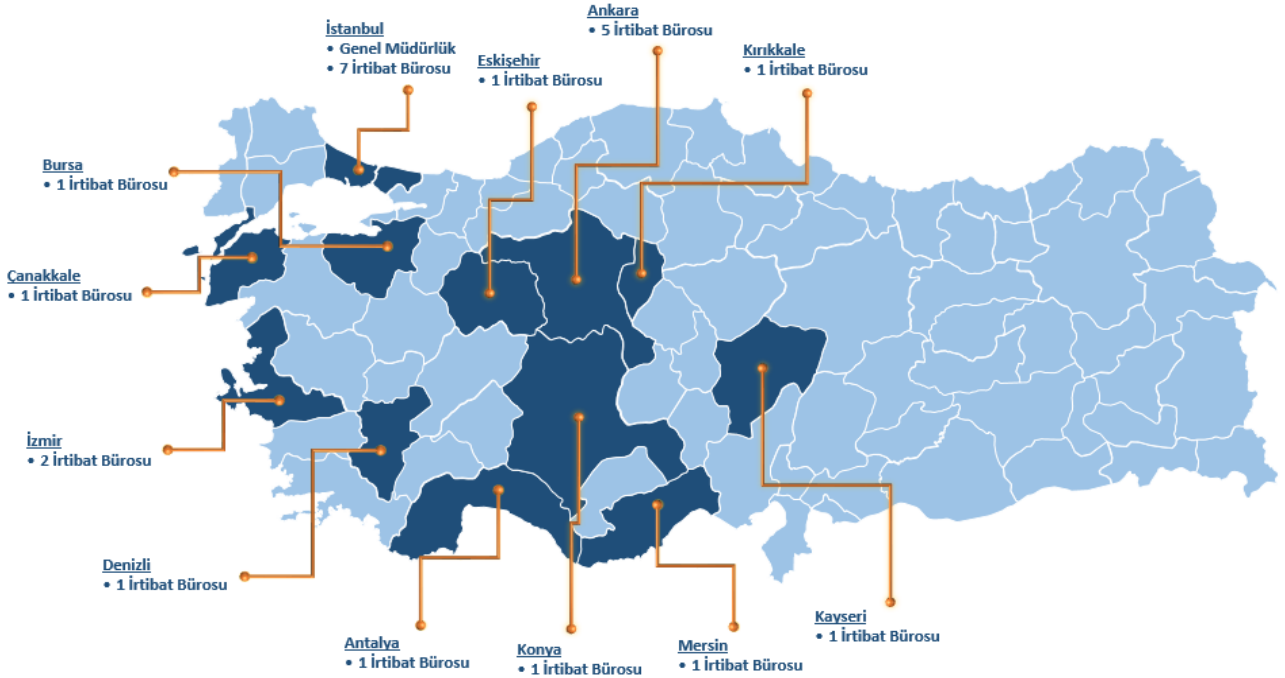 İstanbul
• Genel Müdürlük
• 7 İrtibat Bürosu
Eskişehir
• 1 İrtibat Bürosu
Ankara
• 5 İrtibat Bürosu
Kırıkkale
• 1 İrtibat Bürosu
Bursa
• 1 İrtibat Bürosu
Çanakkale
• 1 İrtibat Bürosu
İzmir
• 2 İrtibat Bürosu
Denizli
• 1 İrtibat Bürosu
Antalya
• 1 İrtibat Bürosu
Konya
• 1 İrtibat Bürosu
Mersin
• 1 İrtibat Bürosu
Kayseri
• 1 İrtibat Bürosu